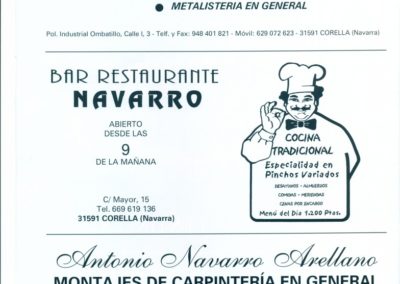 • METALISTERIA EN GENERAL
Pol. Industrial Ombatillo, Calle I, 3 - Telf. y Fax: 948 401 821 - Móvil: 629 072 623 - 31591 CORELLA (Navarra)
BAR RESTAURANTE
NAVARRO
ABIERTO
DESDE LAS
9
DE LA MAÑANA
C/ Mayor, 15
Tel. 669 619 136
31591 CORELLA (Navarra)
COCINA
TRADICIONAL
Especialidad en
Pinchos Variados
DESAYUNOS - ALMUERZOS
COMIDAS - MERIENDAS
CENAS POR ENCARGO
Menú del Día 1.200 Ptas.
Antonio Navarro Arellano
MONTAJES DE CARPINTERÍA EN GENERAL